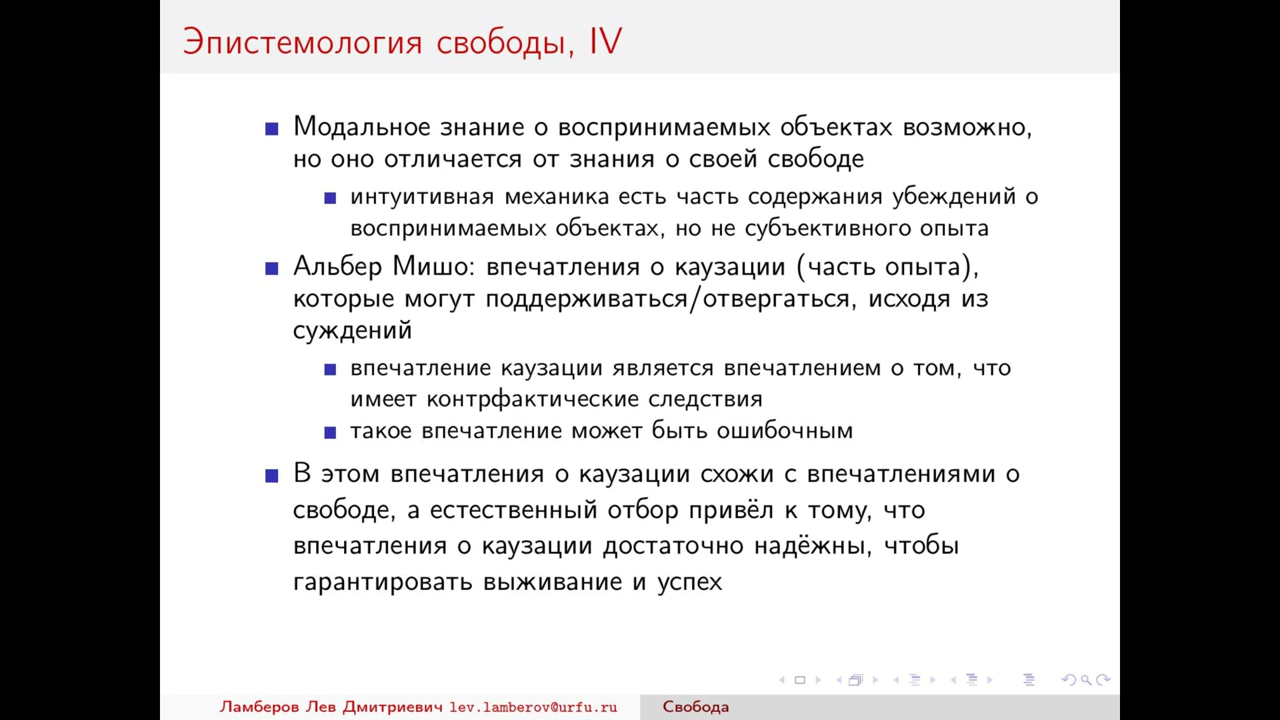 Эпистемология свободы, IV
Модальное знание о воспринимаемых объектах возможно,
но оно отличается от знания о своей свободе
интуитивная механика есть часть содержания убеждений о
воспринимаемых объектах, но не субъективного опыта
Альбер Мишо: впечатления о каузации (часть опыта),
которые могут поддерживаться/отвергаться, исходя из
суждений
впечатление каузации является впечатлением о том, что
имеет контрфактические следствия
такое впечатление может быть ошибочным
В этом впечатления о каузации схожи с впечатлениями о
свободе, а естественный отбор привёл к тому, что
впечатления о каузации достаточно надёжны, чтобы
гарантировать выживание и успех
Ламберов Лев Дмитриевич lev.lamberov@urfu.ru
Свобода